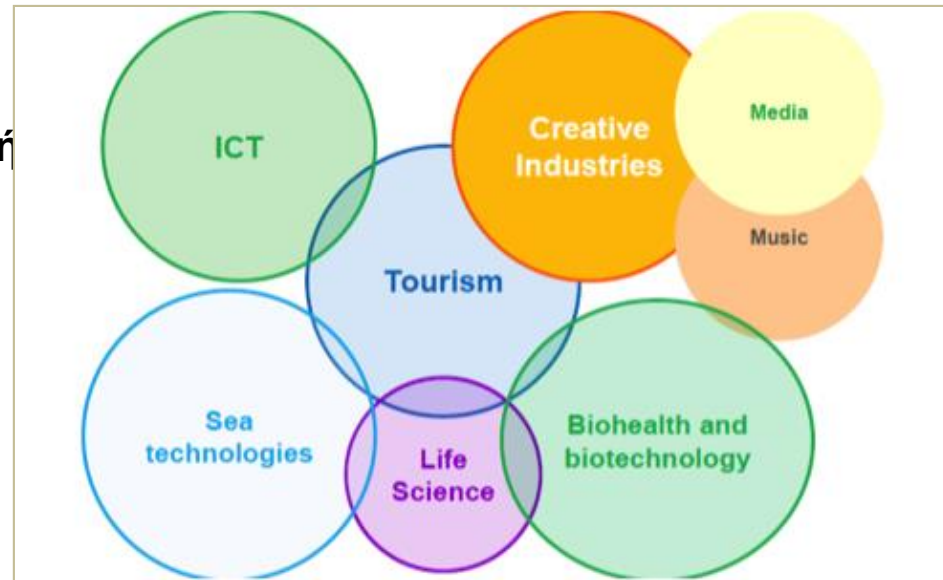 ή
ICT
Creative
Industries
Media
Music
Tourism
Sea
technologies
Life
Science
Biohealth and
biotechnology